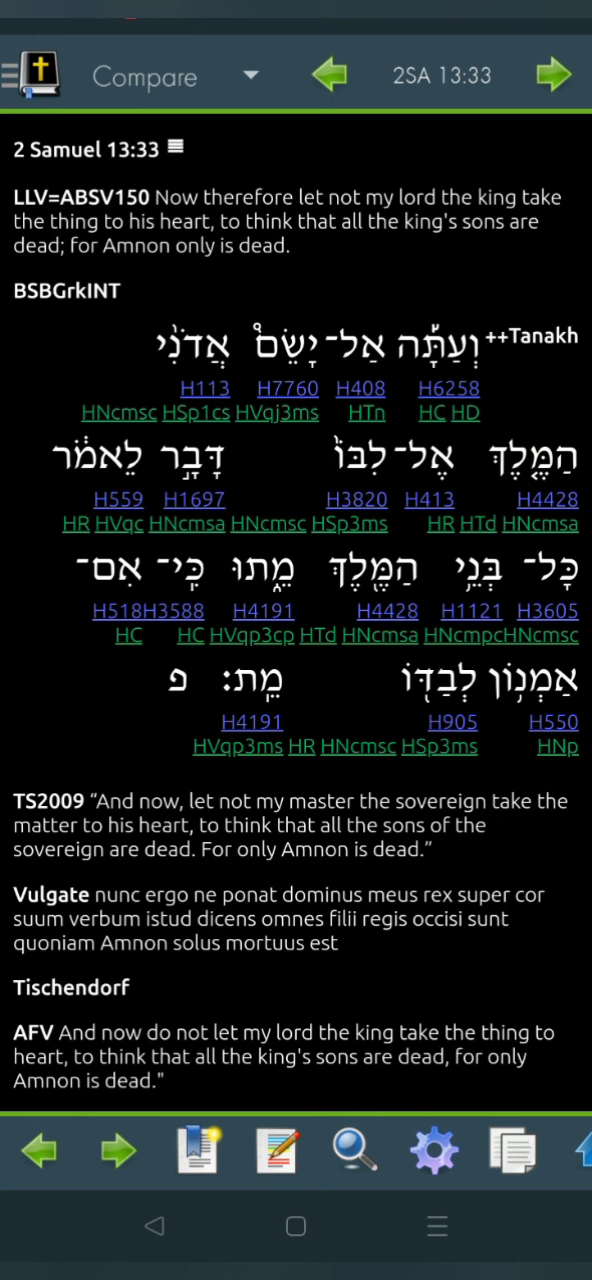 Compare
2SA 13:33
2 Samuel 13:33
LLV=ABSV150 Now therefore let not my lord the king take
the thing to his heart, to think that all the king's sons are
dead; for Amnon only is dead.
BSBGrkINT
++Tanakh וְעַתָּ֡ה אַל־ יָשֵׂם֩ אֲדֹנִ֨י
H113 H7760 H408 H6258
HNcmsc HSp1cs HVqj3ms HTn HC HD
הַמֶּ֤לֶךְ אֶל־ לִבּוֹ֙ דָּבָ֣ר לֵאמֹ֔ר
H559 H1697 H3820 H413 H4428
HR HVqc HNcmsa HNcmsc HSp3ms HR HTd HNcmsa
כָּל־ בְּנֵ֥י הַמֶּ֖לֶךְ מֵ֑תוּ כִּֽי־ אִם־
H518H3588 H4191 H4428 H1121 H3605
HC HC HVqp3cp HTd HNcmsa HNcmpcHNcmsc
אַמְנ֥וֹן לְבַדּ֖וֹ מֵֽת׃ פ
H4191 H905 H550
HVqp3ms HR HNcmsc HSp3ms HNp
TS2009 “And now, let not my master the sovereign take the
matter to his heart, to think that all the sons of the
sovereign are dead. For only Amnon is dead.”
Vulgate nunc ergo ne ponat dominus meus rex super cor
suum verbum istud dicens omnes filii regis occisi sunt
quoniam Amnon solus mortuus est
Tischendorf
AFV And now do not let my lord the king take the thing to
heart, to think that all the king's sons are dead, for only
Amnon is dead."